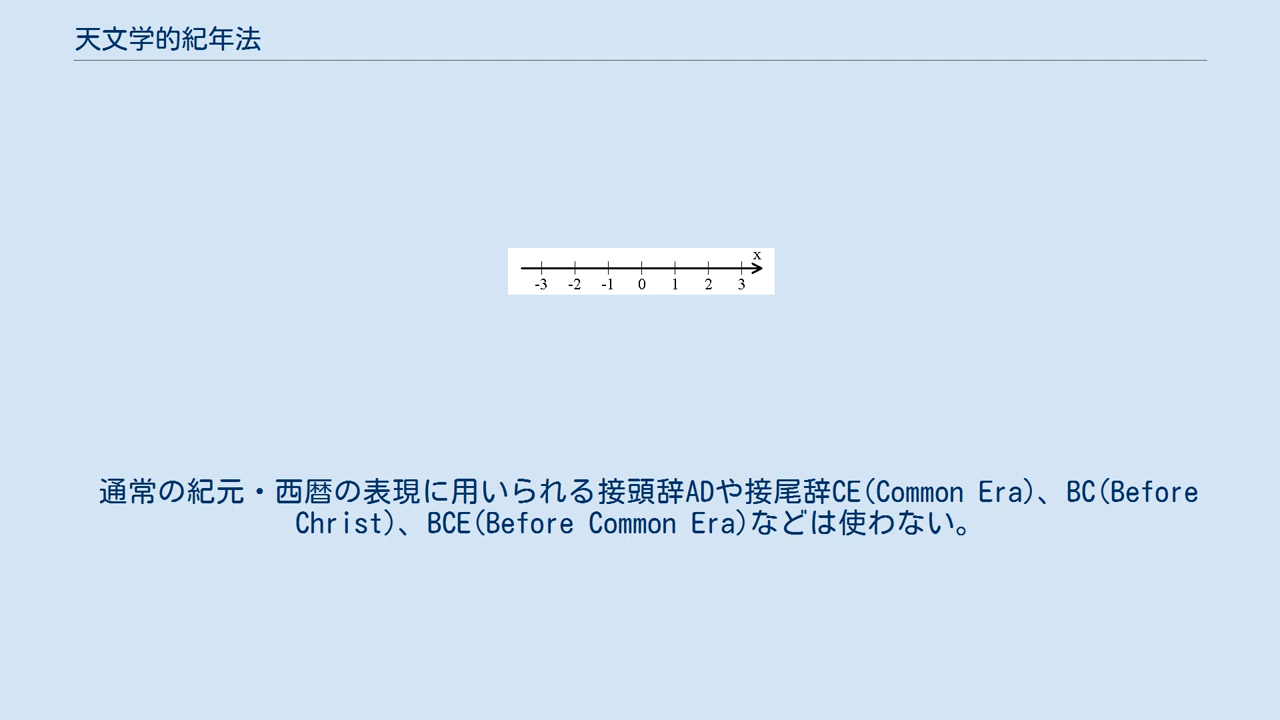 天文学的紀年法
x
-3 -2 -1 0 1 2 3
通常の紀元・西暦の表現に用いられる接頭辞ADや接尾辞CE(Common Era)、BC(Before
Christ)、BCE(Before Common Era)などは使わない。